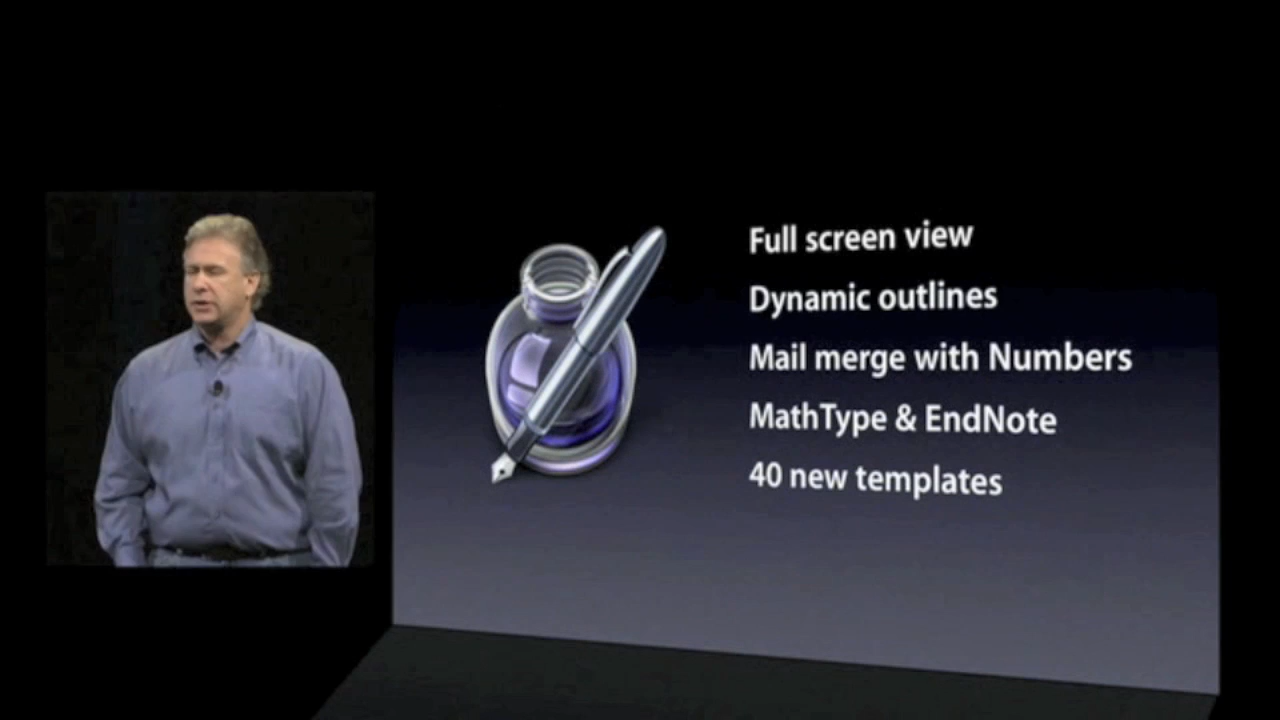 Full screen view
Dynamic outlines
Mail merge with Numbers
MathType & EndNote
40 new templates